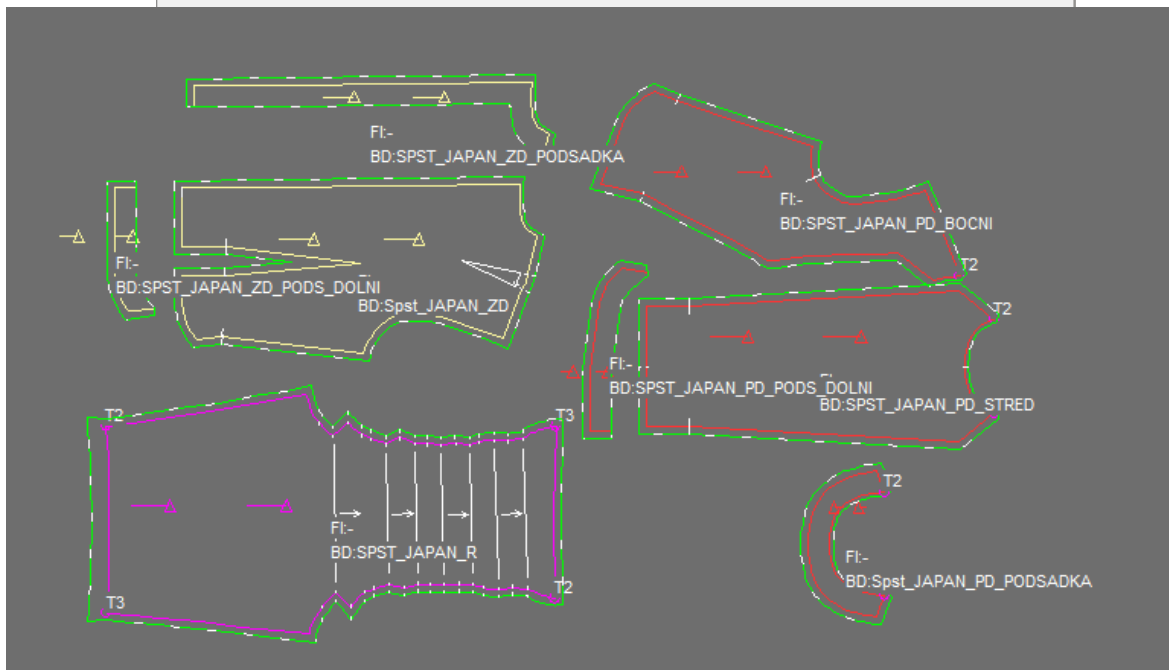 FI:-
BD:SPST_JAPAN_ZD_PODSADKA
FI:-
BD:SPST_JAPAN_PD_BOCNI
T2
FI:-
BD:SPST_JAPAN_ZD_PODS_DOLNI
BD:Spst_JAPAN_ZD
T2
FI:-
BD:SPST_JAPAN_PD_PODS_DOLNI
BD:SPST_JAPAN_PD_STRED
T2
T3
FI:-
BD:SPST_JAPAN_R
T3
T2
T2
FI:-
BD:Spst_JAPAN_PD_PODSADKA